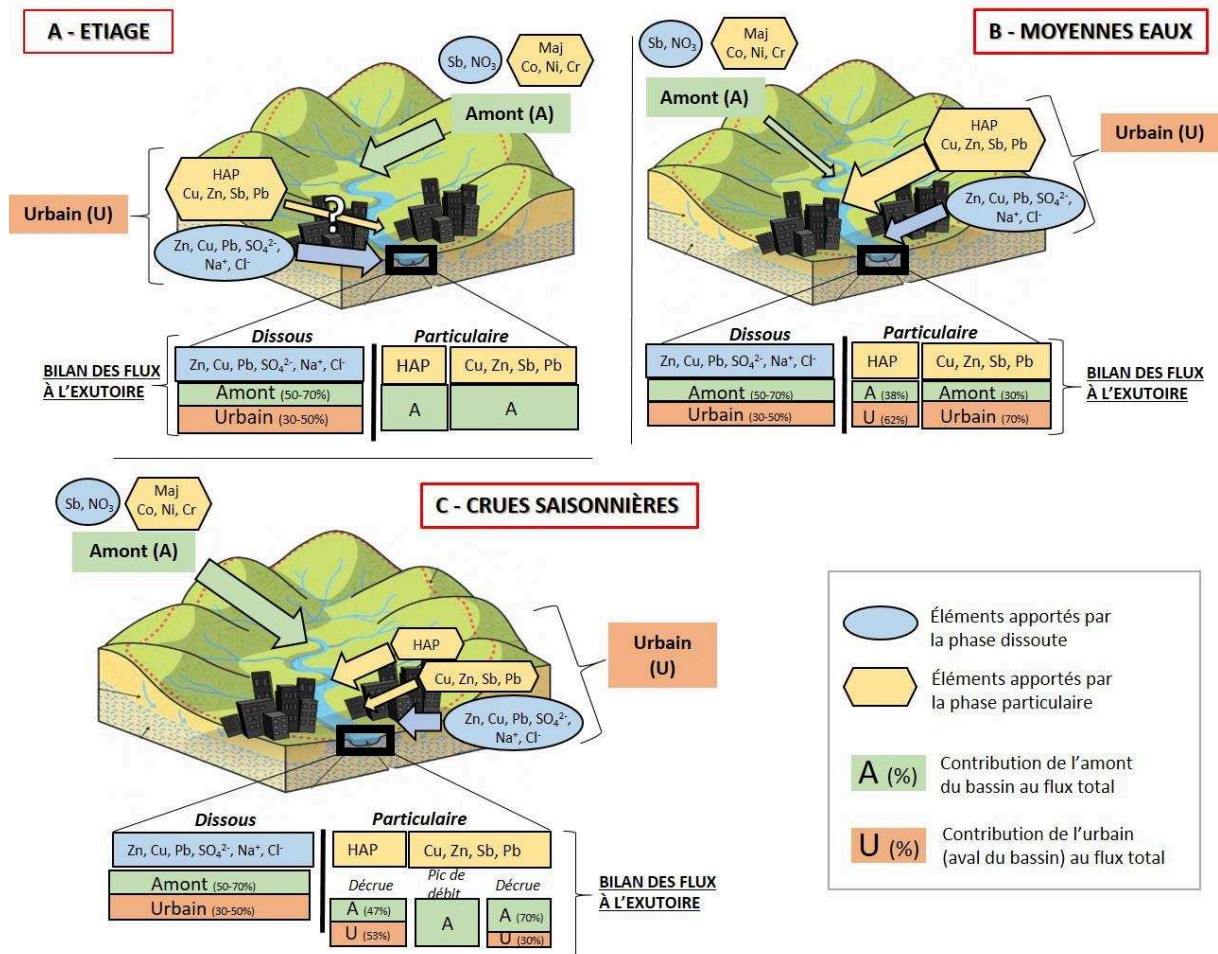 A - ETIAGE
Sb, NO₃
Maj
Co, Ni, Cr
Amont (A)
HAP
Cu, Zn, Sb, Pb
Urbain (U)
?
Zn, Cu, Pb, SO₄²⁻,
Na⁺, Cl⁻
Dissous
Particulaire
BILAN DES FLUX
À L'EXUTOIRE
Zn, Cu, Pb, SO₄²⁻, Na⁺, Cl⁻
HAP
Cu, Zn, Sb, Pb
Amont (50-70%)
Urbain (30-50%)
A
A
B - MOYENNES EAUX
Sb, NO₃
Maj
Co, Ni, Cr
Amont (A)
HAP
Cu, Zn, Sb, Pb
Urbain (U)
Zn, Cu, Pb, SO₄²⁻,
Na⁺, Cl⁻
Dissous
Particulaire
Zn, Cu, Pb, SO₄²⁻, Na⁺, Cl⁻
HAP
Cu, Zn, Sb, Pb
BILAN DES FLUX
À L'EXUTOIRE
Amont (50-70%)
A (38%)
Amont (30%)
Urbain (30-50%)
U (62%)
Urbain (70%)
C - CRUES SAISONNIÈRES
Sb, NO₃
Maj
Co, Ni, Cr
Amont (A)
HAP
Cu, Zn, Sb, Pb
Urbain
(U)
Zn, Cu, Pb, SO₄²⁻,
Na⁺, Cl⁻
Dissous
Particulaire
Zn, Cu, Pb, SO₄²⁻, Na⁺, Cl⁻
HAP
Cu, Zn, Sb, Pb
BILAN DES FLUX
À L'EXUTOIRE
Amont (50-70%)
Urbain (30-50%)
Décrue
Pic de
débit
Décrue
A (47%)
A
A (70%)
U (53%)
U (30%)
Éléments apportés par
la phase dissoute
Éléments apportés par
la phase particulaire
A (%)
Contribution de l'amont
du bassin au flux total
U (%)
Contribution de l'urbain
(aval du bassin) au flux total